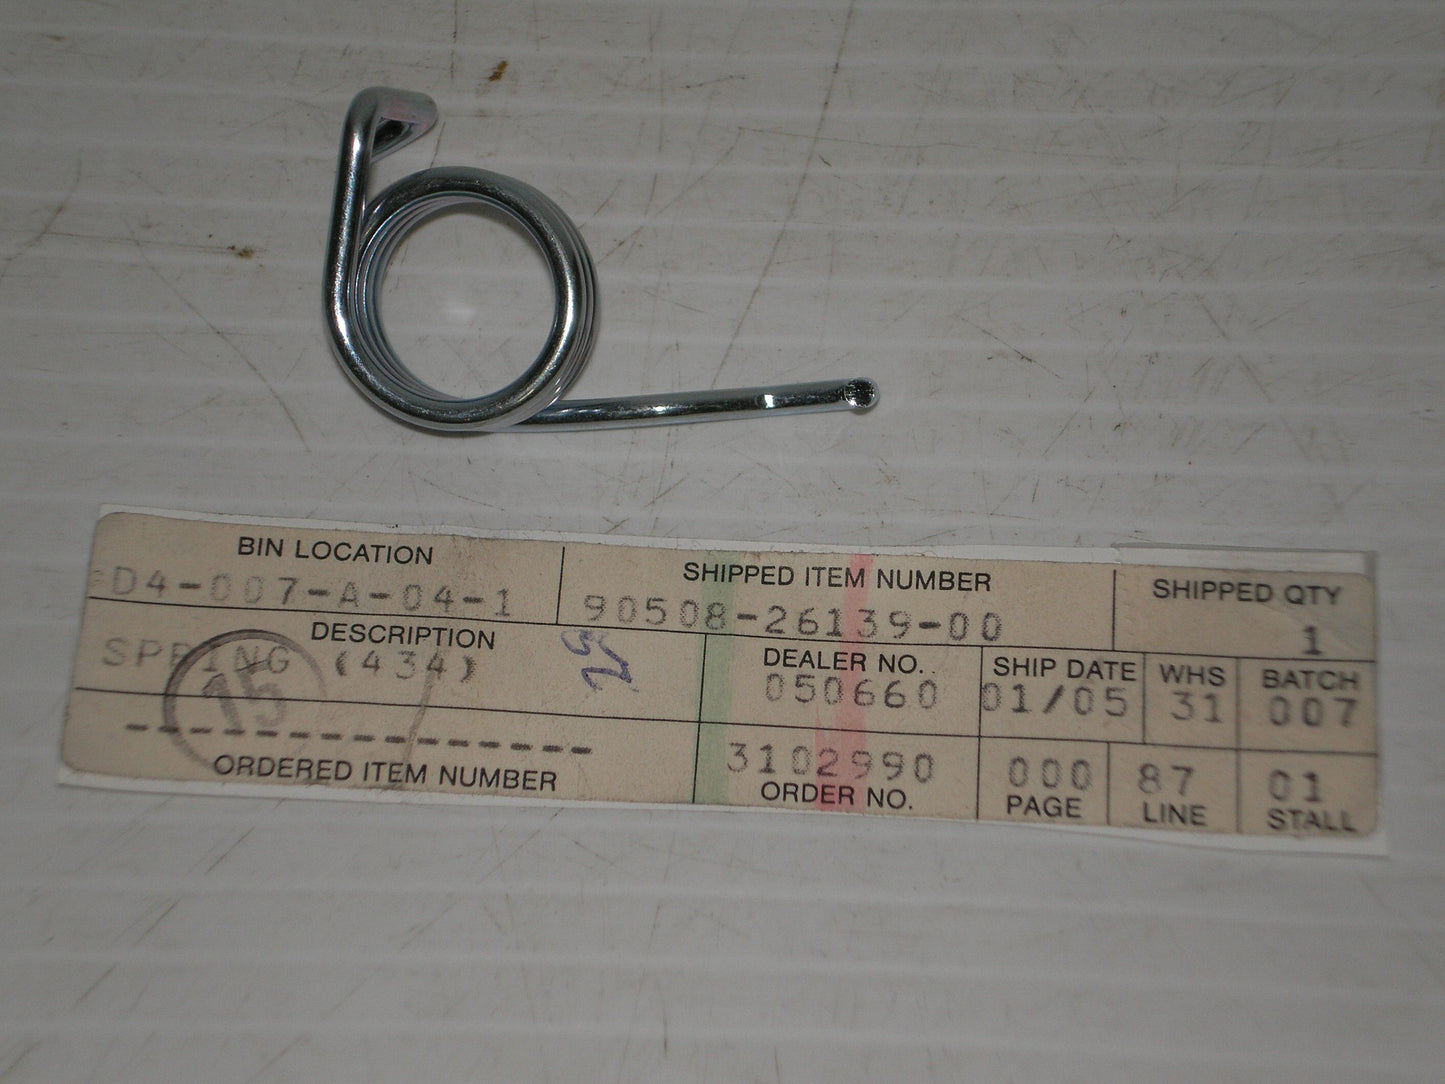 BIN LOCATION
D4-007-A-04-1
SHIPPED ITEM NUMBER
90508-26139-00
SHIPPED QTY
1
DESCRIPTION
SPRING (434)
15
DEALER NO.
050660
SHIP DATE
01/05
WHS
31
BATCH
007
---------------
ORDERED ITEM NUMBER
3102990
ORDER NO.
000
PAGE
87
LINE
01
STALL